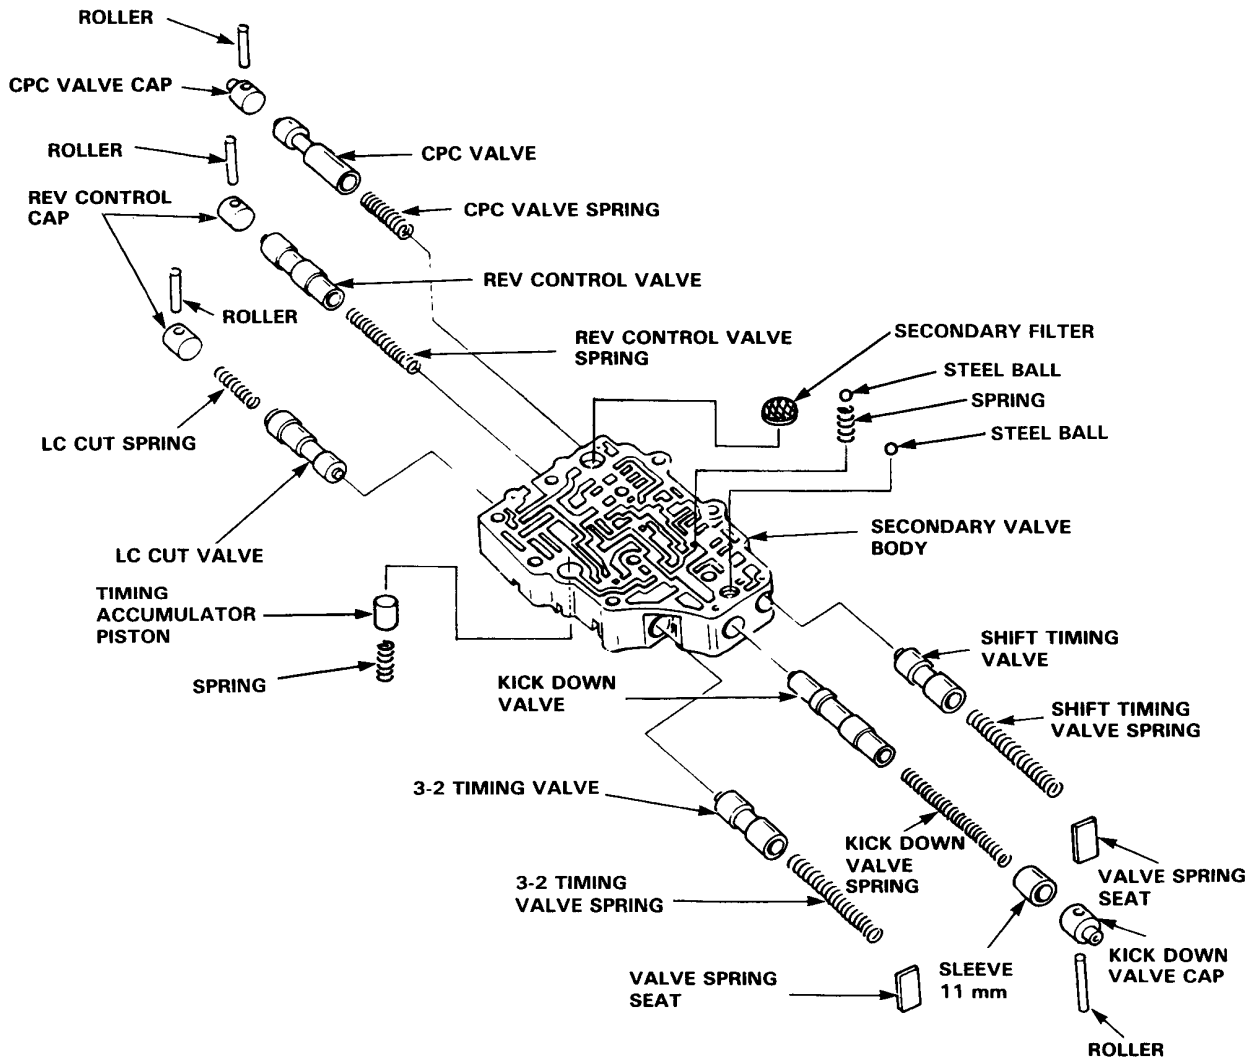 ROLLER
CPC VALVE CAP
ROLLER
CPC VALVE
REV CONTROL
CAP
CPC VALVE SPRING
REV CONTROL VALVE
ROLLER
REV CONTROL VALVE
SPRING
SECONDARY FILTER
STEEL BALL
SPRING
STEEL BALL
LC CUT SPRING
LC CUT VALVE
SECONDARY VALVE
BODY
TIMING
ACCUMULATOR
PISTON
SPRING
KICK DOWN
VALVE
SHIFT TIMING
VALVE
SHIFT TIMING
VALVE SPRING
3-2 TIMING VALVE
KICK DOWN
VALVE
SPRING
3-2 TIMING
VALVE SPRING
VALVE SPRING
SEAT
VALVE SPRING
SEAT
SLEEVE
11 mm
KICK DOWN
VALVE CAP
ROLLER